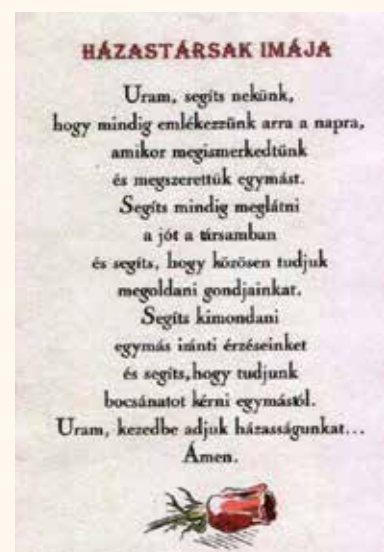 HÁZASTÁRSAK IMÁJA
Uram, segíts nekünk,
hogy mindig emlékezzünk arra a napra,
amikor megismerkedtünk
és megszerettük egymást.
Segíts mindig meglátni
a jót a társamban
és segíts, hogy közösen tudjuk
megoldani gondjainkat.
Segíts kimondani
egymás iránti érzéseinket
és segíts,hogy tudjunk
bocsánatot kérni egymástól.
Uram, kezedbe adjuk házasságunkat...
Ámen.